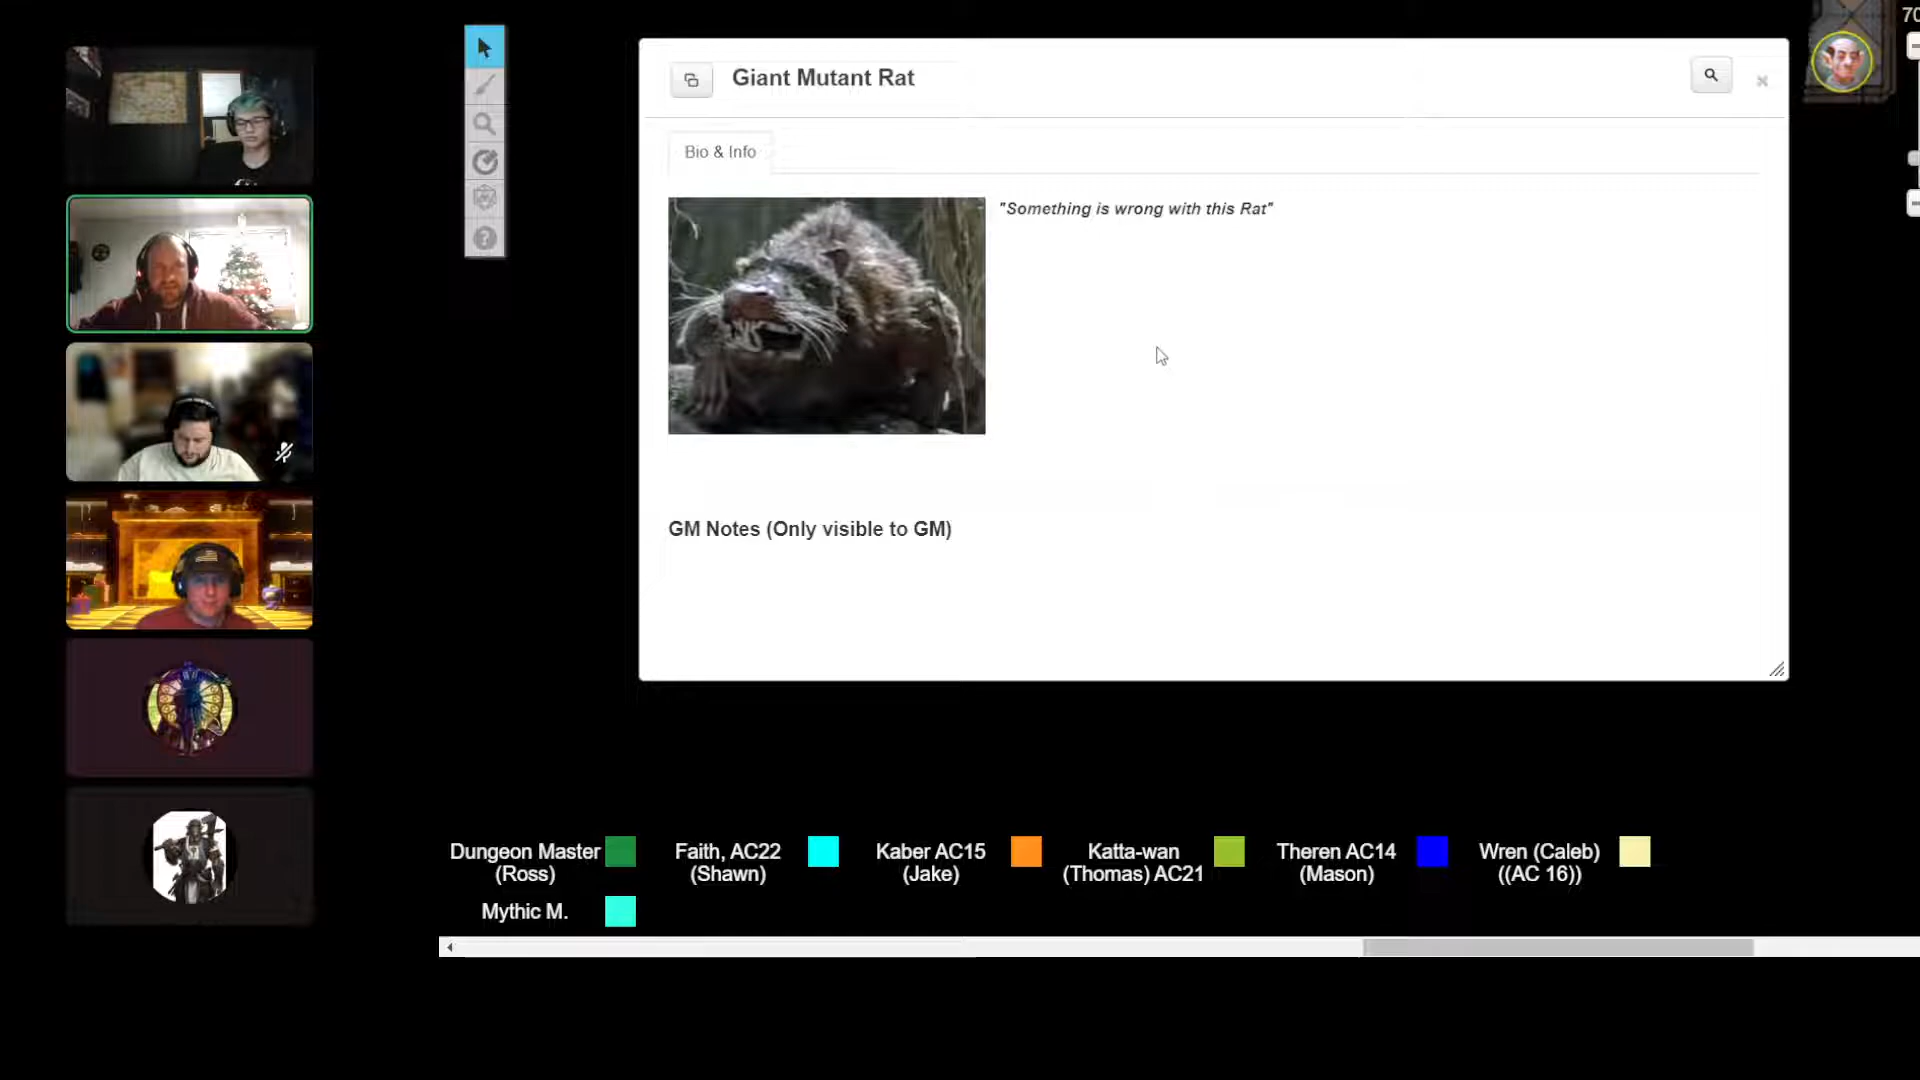 70
Giant Mutant Rat
Bio & Info
"Something is wrong with this Rat"
GM Notes (Only visible to GM)
Dungeon Master
(Ross)
Faith, AC22
(Shawn)
Kaber AC15
(Jake)
Katta-wan
(Thomas) AC21
Theren AC14
(Mason)
Wren (Caleb)
((AC 16))
Mythic M.